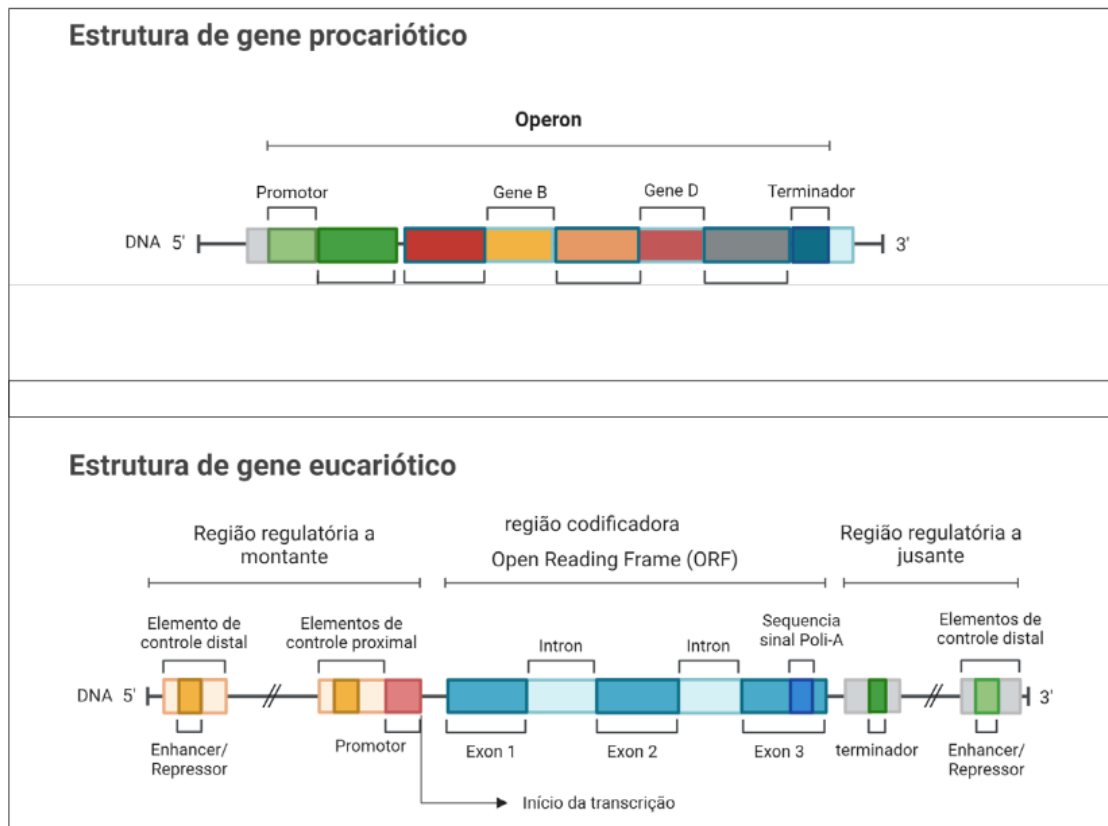 Estrutura de gene procariótico
Operon
Promotor
Gene B
Gene D
Terminador
DNA 5'
3'
Estrutura de gene eucariótico
Região regulatória a
montante
região codificadora
Open Reading Frame (ORF)
Região regulatória a
jusante
Elemento de
controle distal
Elementos de
controle proximal
Intron
Intron
Sequencia
sinal Poli-A
Elementos de
controle distal
DNA 5'
3'
Enhancer/
Repressor
Promotor
Exon 1
Exon 2
Exon 3
terminador
Enhancer/
Repressor
Início da transcrição